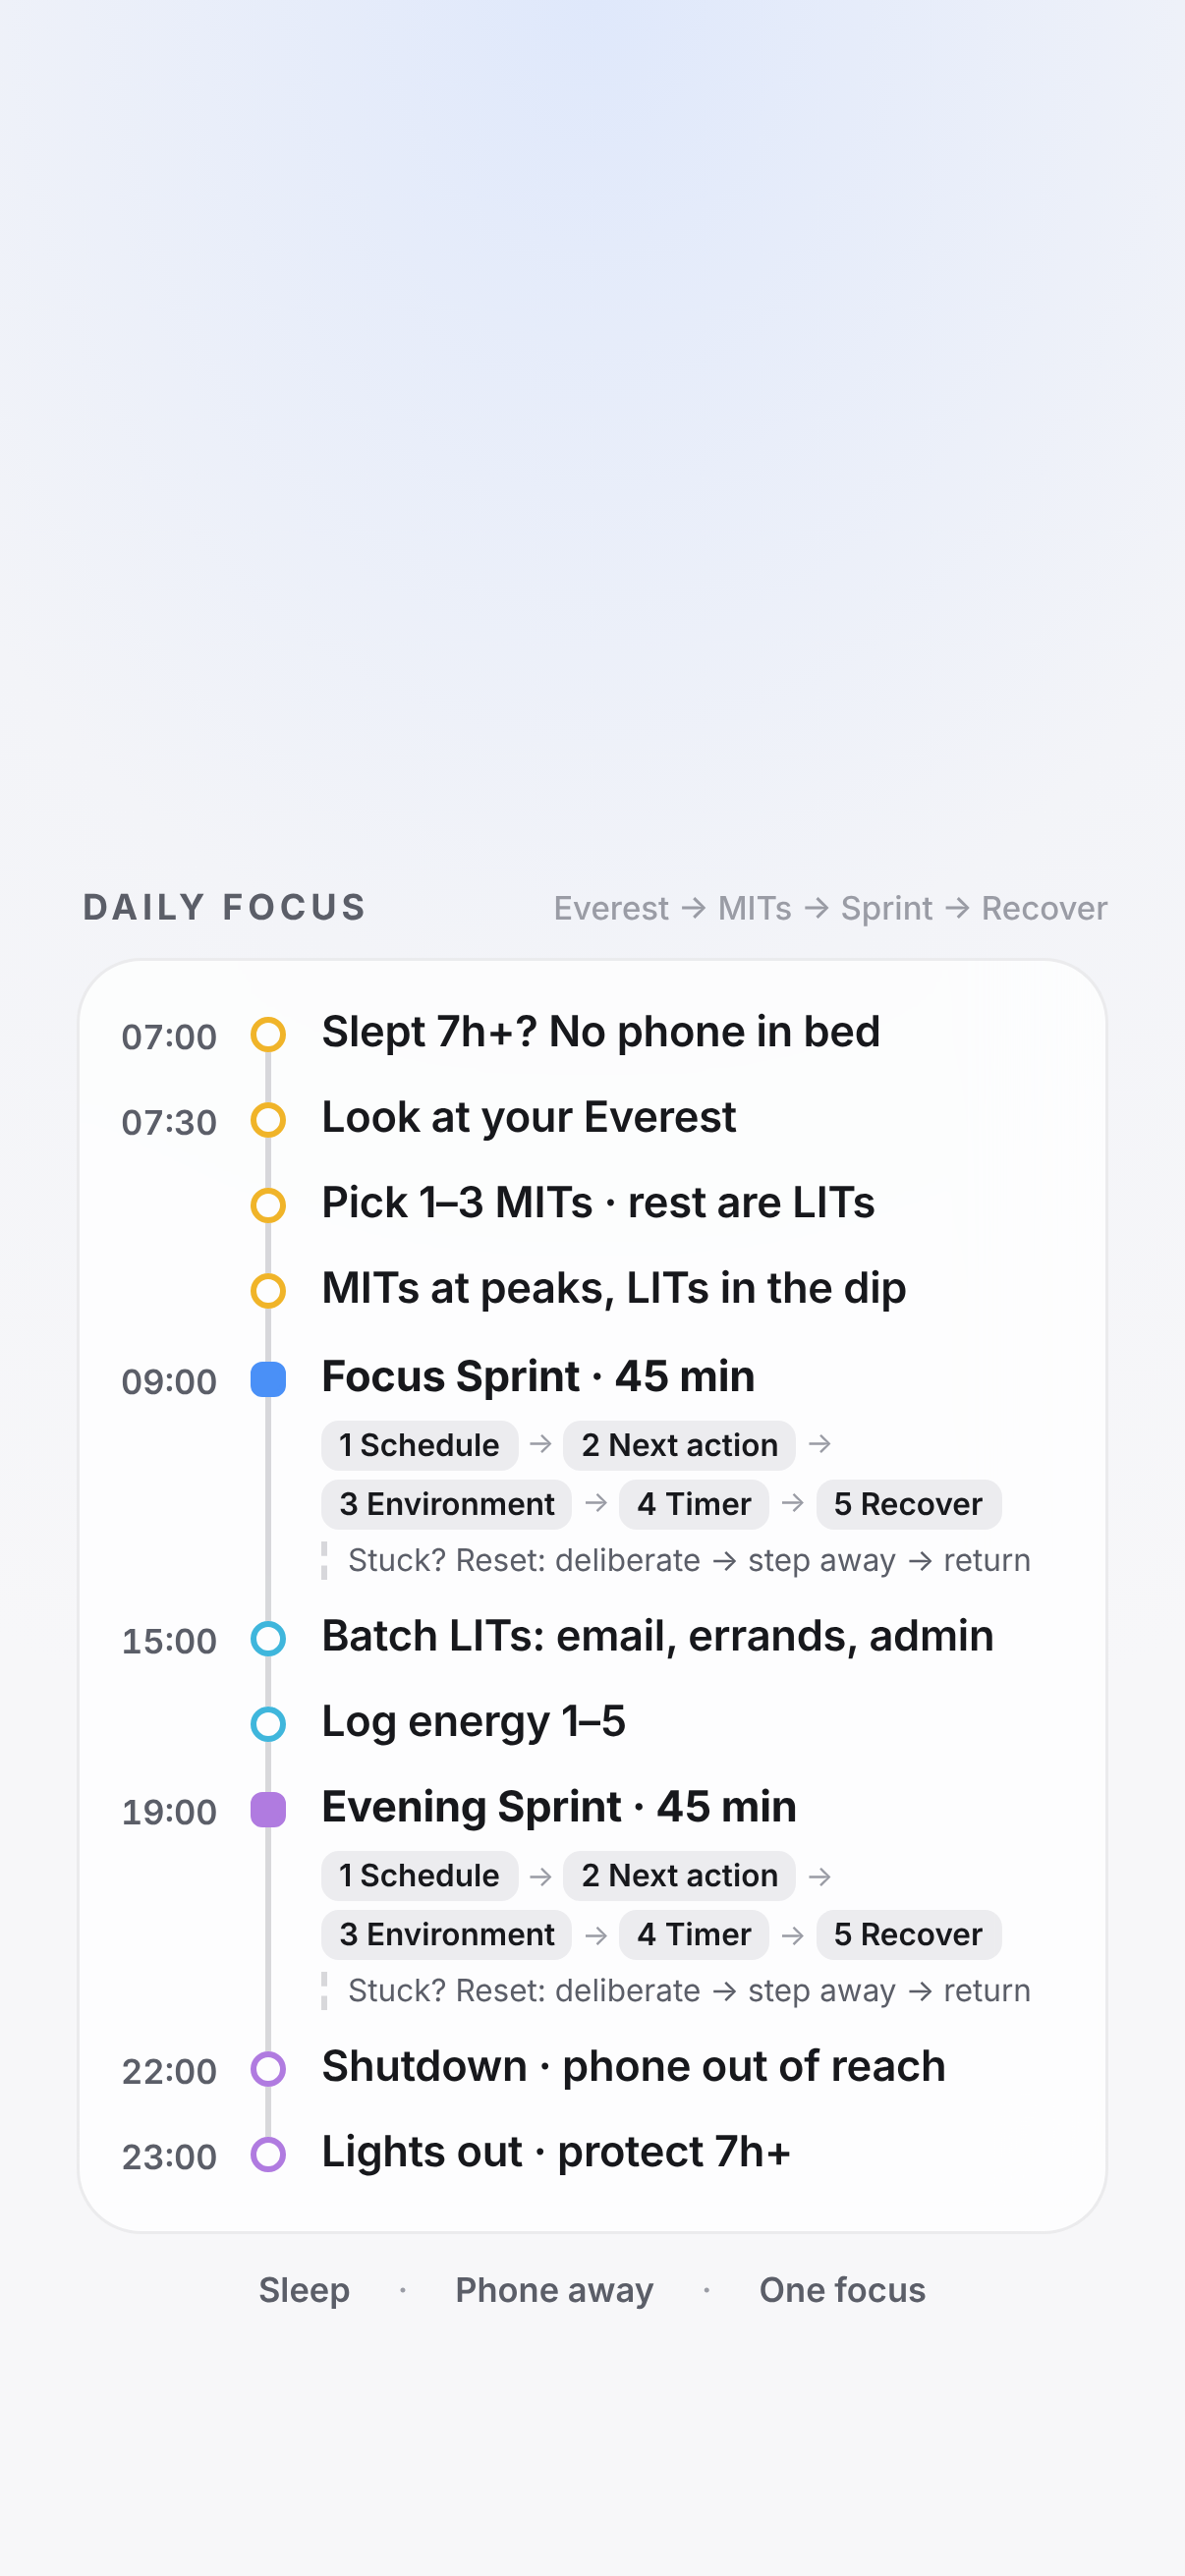 DAILY FOCUS Everest → MITs → Sprint → Recover
07:00 Slept 7h+? No phone in bed
07:30 Look at your Everest
Pick 1–3 MITs · rest are LITs
MITs at peaks, LITs in the dip
09:00 Focus Sprint · 45 min
1 Schedule → 2 Next action →
3 Environment → 4 Timer → 5 Recover
Stuck? Reset: deliberate → step away → return
15:00 Batch LITs: email, errands, admin
Log energy 1–5
19:00 Evening Sprint · 45 min
1 Schedule → 2 Next action →
3 Environment → 4 Timer → 5 Recover
Stuck? Reset: deliberate → step away → return
22:00 Shutdown · phone out of reach
23:00 Lights out · protect 7h+
Sleep · Phone away · One focus